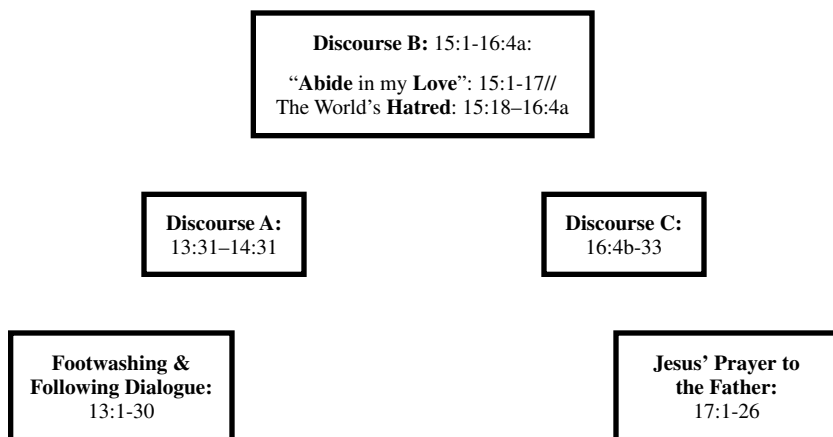 Discourse B: 15:1-16:4a:
“Abide in my Love”: 15:1-17//
The World’s Hatred: 15:18–16:4a
Discourse A:
13:31–14:31
Discourse C:
16:4b-33
Footwashing &
Following Dialogue:
13:1-30
Jesus’ Prayer to
the Father:
17:1-26